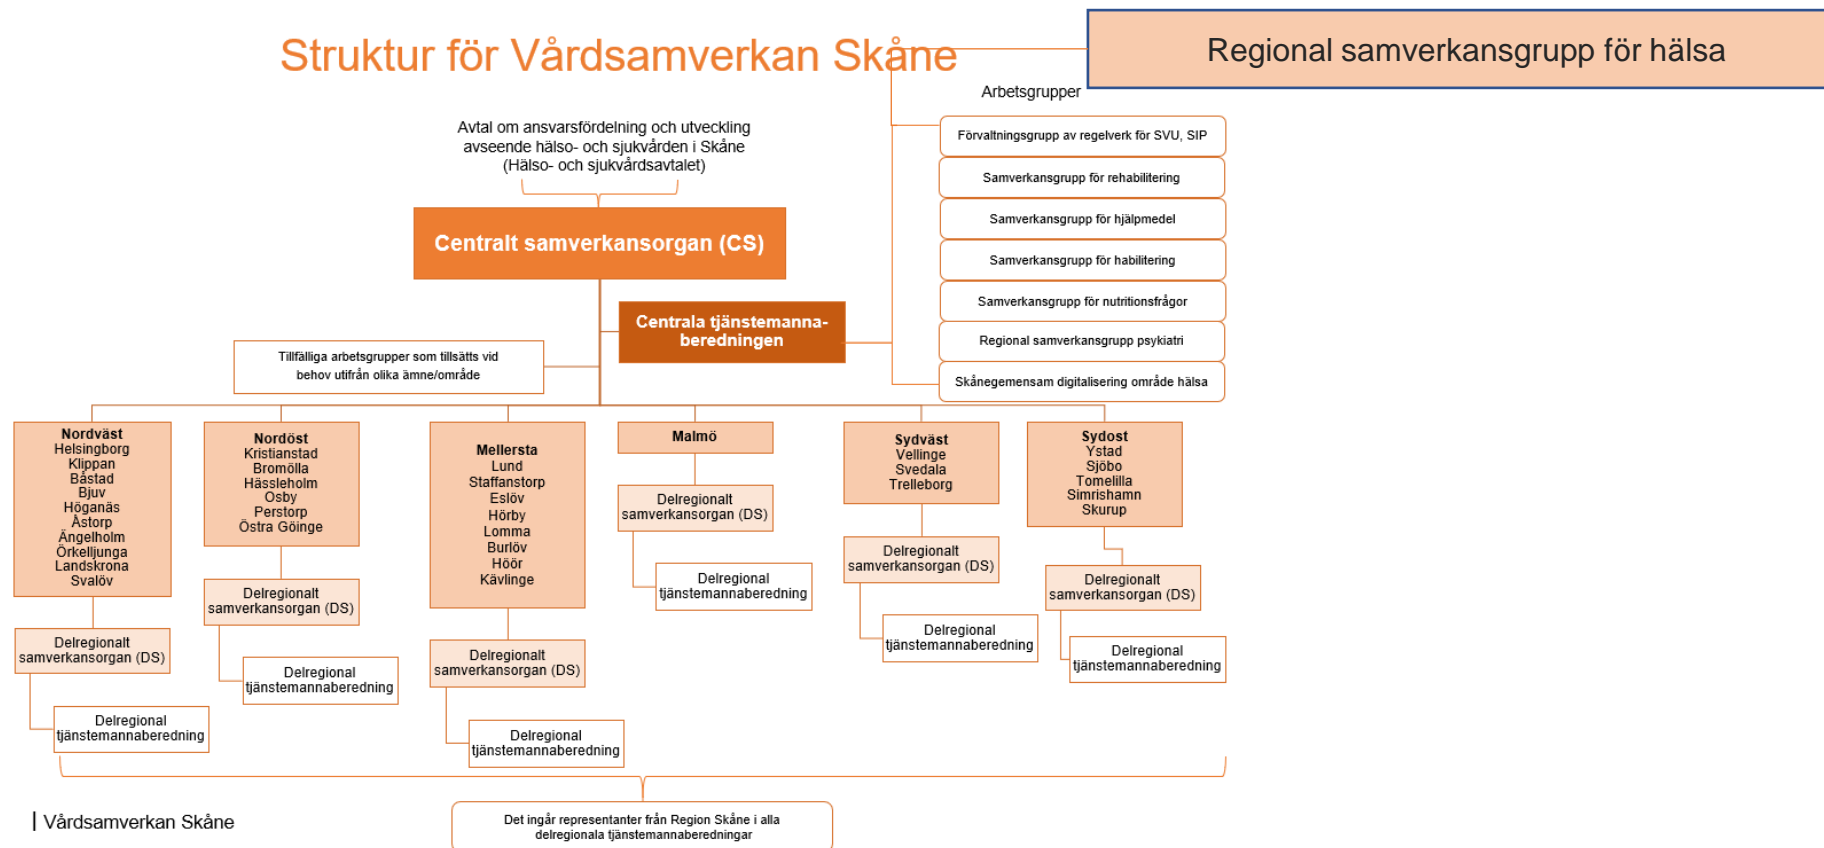 Struktur för Vårdsamverkan Skåne
Regional samverkansgrupp för hälsa
Arbetsgrupper
Avtal om ansvarsfördelning och utveckling
avseende hälso- och sjukvården i Skåne
(Hälso- och sjukvårdsavtalet)
Förvaltningsgrupp av regelverk för SVU, SIP
Samverkansgrupp för rehabilitering
Samverkansgrupp för hjälpmedel
Samverkansgrupp för habilitering
Samverkansgrupp för nutritionsfrågor
Regional samverkansgrupp psykiatri
Skånegemensam digitalisering område hälsa
Centralt samverkansorgan (CS)
Centrala tjänstemanna-
beredningen
Tillfälliga arbetsgrupper som tillsätts vid
behov utifrån olika ämne/område
Nordväst
Helsingborg
Klippan
Båstad
Bjuv
Höganäs
Åstorp
Ängelholm
Örkelljunga
Landskrona
Svalöv
Delregionalt
samverkansorgan (DS)
Delregional
tjänstemannaberedning
Nordöst
Kristianstad
Bromölla
Hässleholm
Osby
Perstorp
Östra Göinge
Delregionalt
samverkansorgan (DS)
Delregional
tjänstemannaberedning
Mellersta
Lund
Staffanstorp
Eslöv
Hörby
Lomma
Burlöv
Höör
Kävlinge
Delregionalt
samverkansorgan (DS)
Delregional
tjänstemannaberedning
Malmö
Delregionalt
samverkansorgan (DS)
Delregional
tjänstemannaberedning
Sydväst
Vellinge
Svedala
Trelleborg
Delregionalt
samverkansorgan (DS)
Delregional
tjänstemannaberedning
Sydost
Ystad
Sjöbo
Tomelilla
Simrishamn
Skurup
Delregionalt
samverkansorgan (DS)
Delregional
tjänstemannaberedning
Det ingår representanter från Region Skåne i alla
delregionala tjänstemannaberedningar
| Vårdsamverkan Skåne